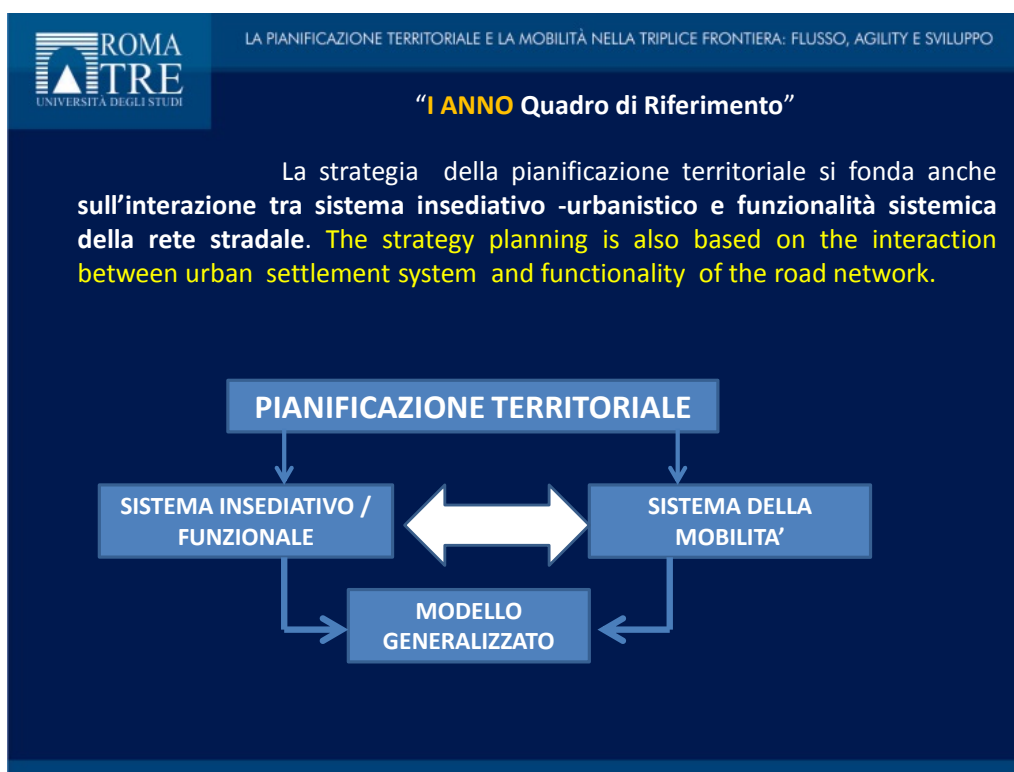 ROMA
TRE
UNIVERSITÀ DEGLI STUDI
LA PIANIFICAZIONE TERRITORIALE E LA MOBILITÀ NELLA TRIPLICE FRONTIERA: FLUSSO, AGILITY E SVILUPPO
“I ANNO Quadro di Riferimento”
La strategia della pianificazione territoriale si fonda anche
sull’interazione tra sistema insediativo -urbanistico e funzionalità sistemica
della rete stradale. The strategy planning is also based on the interaction
between urban settlement system and functionality of the road network.
PIANIFICAZIONE TERRITORIALE
SISTEMA INSEDIATIVO /
FUNZIONALE
SISTEMA DELLA
MOBILITA’
MODELLO
GENERALIZZATO